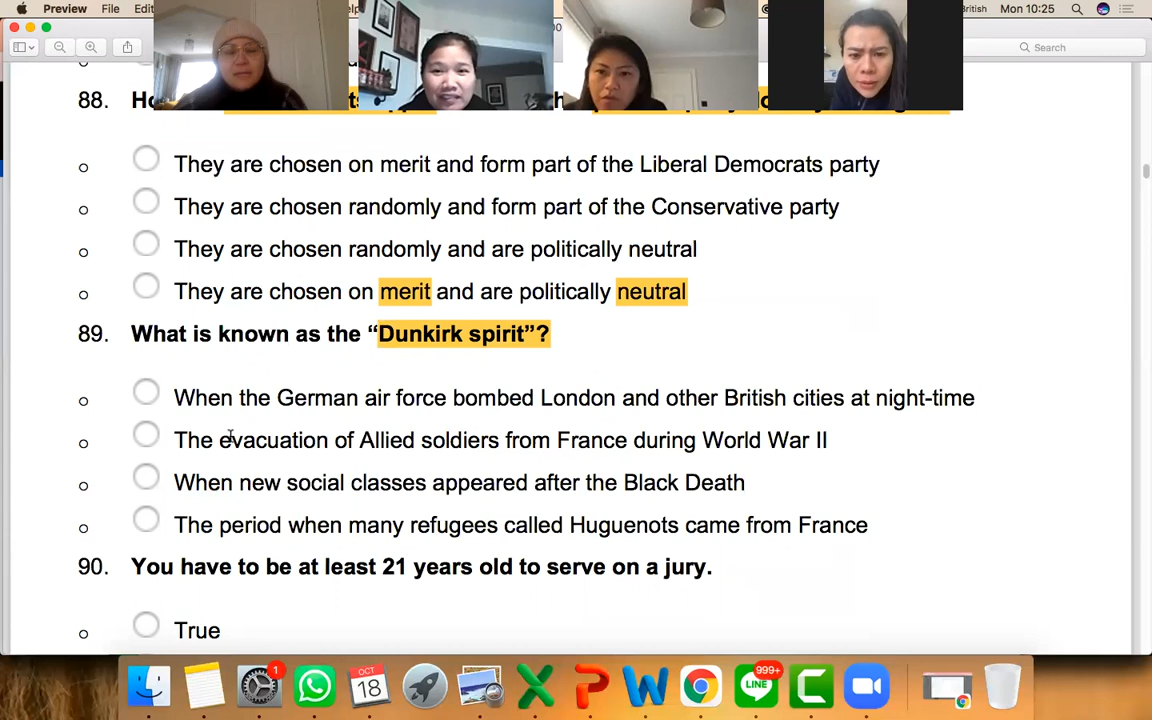 Preview File
British Mon 10:25
Search
88. Ho
They are chosen on merit and form part of the Liberal Democrats party
They are chosen randomly and form part of the Conservative party
They are chosen randomly and are politically neutral
They are chosen on merit and are politically neutral
89. What is known as the “Dunkirk spirit”?
When the German air force bombed London and other British cities at night-time
The evacuation of Allied soldiers from France during World War II
When new social classes appeared after the Black Death
The period when many refugees called Huguenots came from France
90. You have to be at least 21 years old to serve on a jury.
True
1
OCT
18
X
P
W
999+
LINE
C